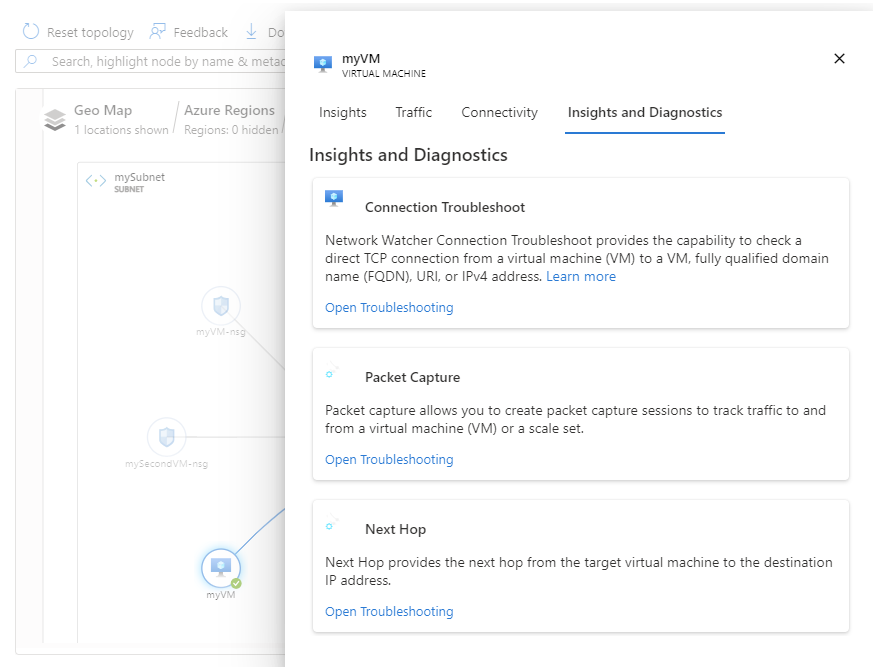 Reset topology
Feedback
Search, highlight node by name & metad
Geo Map
1 locations shown
Azure Regions
Regions: 0 hidden
mySubnet
SUBNET
myVM-nsg
mySecondVM-nsg
myVM
myVM
VIRTUAL MACHINE
Insights
Traffic
Connectivity
Insights and Diagnostics
Insights and Diagnostics
Connection Troubleshoot
Network Watcher Connection Troubleshoot provides the capability to check a
direct TCP connection from a virtual machine (VM) to a VM, fully qualified domain
name (FQDN), URI, or IPv4 address. Learn more
Open Troubleshooting
Packet Capture
Packet capture allows you to create packet capture sessions to track traffic to and
from a virtual machine (VM) or a scale set.
Open Troubleshooting
Next Hop
Next Hop provides the next hop from the target virtual machine to the destination
IP address.
Open Troubleshooting